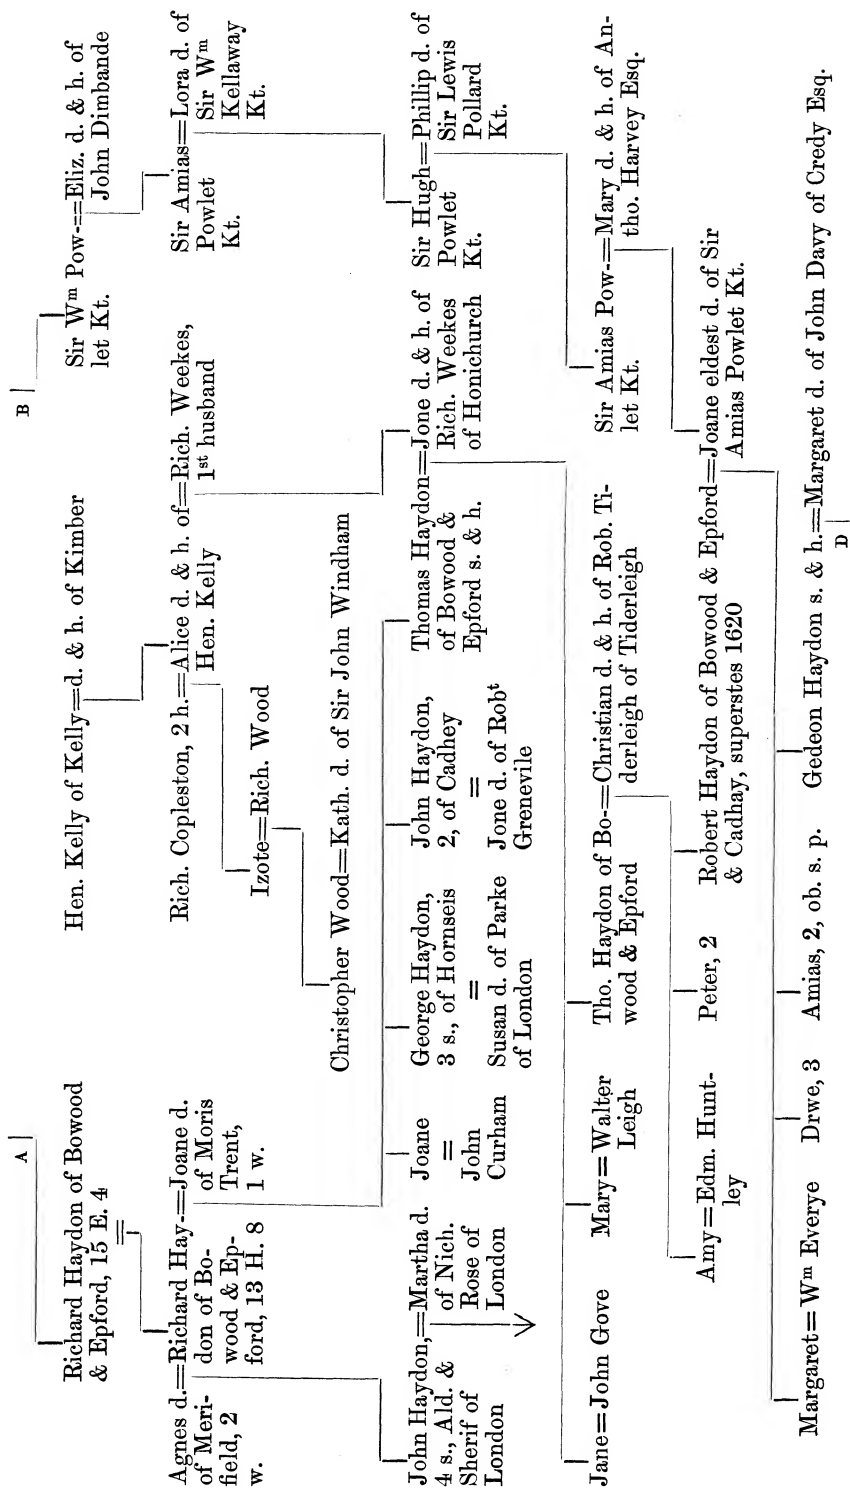 A
B
Richard Haydon of Bowood
& Epford, 15 E. 4
=
Hen. Kelly of Kelly=d. & h. of Kimber
Sir Wᵐ Pow-=Eliz. d. & h. of
let Kt.
John Dimbande
Agnes d.=Richard Hay-=Joane d.
of Meri-
field, 2
w.
don of Bo-
wood & Ep-
ford, 13 H. 8
of Moris
Trent,
1 w.
Rich. Copleston, 2 h.=Alice d. & h. of=Rich. Weekes,
Hen. Kelly
1ˢᵗ husband
Sir Amias=Lora d. of
Powlet
Kt.
Sir Wᵐ
Kellaway
Kt.
Izote=Rich. Wood
Christopher Wood=Kath. d. of Sir John Windham
John Haydon,=Martha d.
4 s., Ald. &
Sherif of
London
of Nich.
Rose of
London
Joane
=
John
Curham
George Haydon,
3 s., of Hornseis
=
Susan d. of Parke
of London
John Haydon,
2, of Cadhey
=
Jone d. of Robᵗ
Grenevile
Thomas Haydon=Jone d. & h. of
of Bowood &
Epford s. & h.
Rich. Weekes
of Honichurch
Sir Hugh=Phillip d. of
Powlet
Kt.
Sir Lewis
Pollard
Kt.
Jane=John Gove
Mary=Walter
Leigh
Tho. Haydon of Bo-=Christian d. & h. of Rob. Ti-
wood & Epford
derleigh of Tiderleigh
Sir Amias Pow-=Mary d. & h. of An-
let Kt.
tho. Harvey Esq.
Amy=Edm. Hunt-
ley
Peter, 2
Robert Haydon of Bowood & Epford=Joane eldest d. of Sir
& Cadhay, superstes 1620
Amias Powlet Kt.
Margaret=Wᵐ Everye
Drwe, 3
Amias, 2, ob. s. p.
Gedeon Haydon s. & h.=Margaret d. of John Davy of Credy Esq.
D